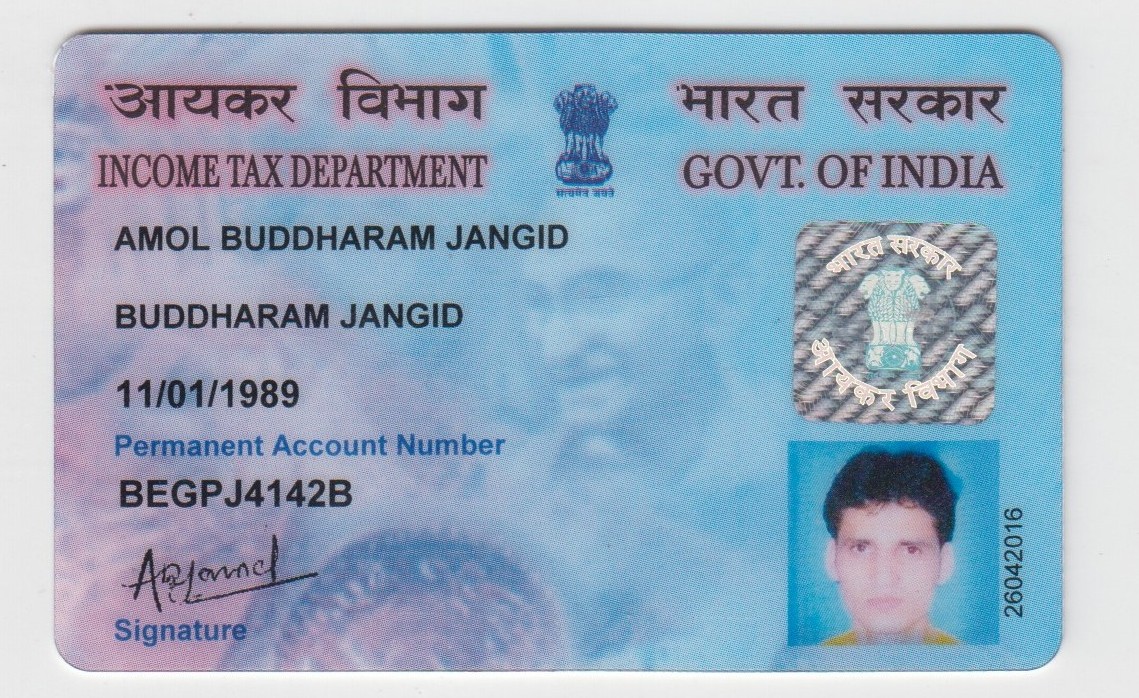 आयकर विभाग भारत सरकार
INCOME TAX DEPARTMENT GOVT. OF INDIA
सत्यमेव जयते
AMOL BUDDHARAM JANGID
BUDDHARAM JANGID
11/01/1989
Permanent Account Number
BEGPJ4142B
Signature
भारत सरकार
आयकर विभाग
26042016